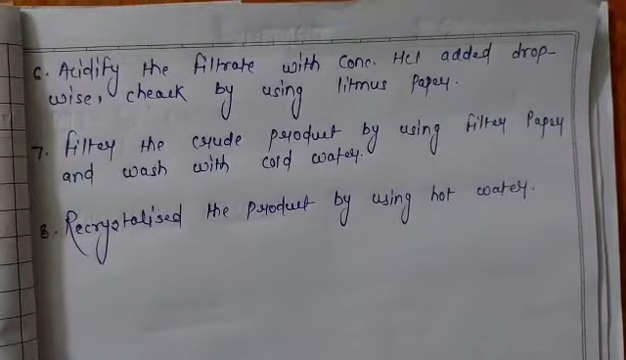 6. Acidify the filtrate with Conc. HCl added drop-
wise, cheack by using litmus Paper.
7. filter the crude product by using filter Paper
and wash with cold water.
8. Recrystalised the product by using hot water.